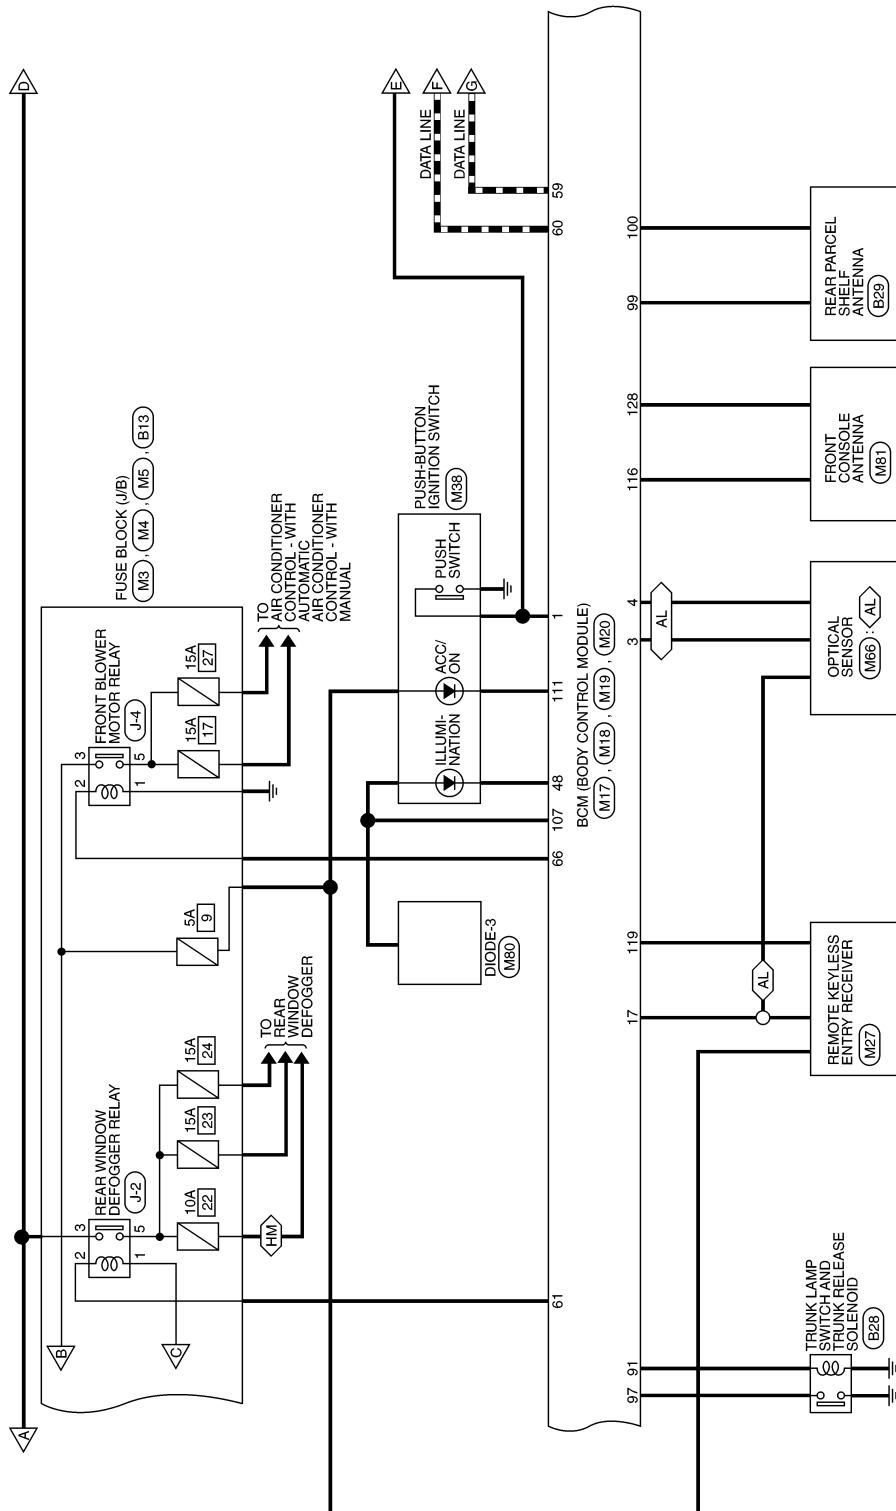 A
D
B
C
FUSE BLOCK (J/B)
M3 , M4 , M5 , B13
REAR WINDOW
DEFOGGER RELAY
J-2
2
3
1
5
10A
22
15A
23
15A
24
HM
TO
REAR
WINDOW
DEFOGGER
5A
9
FRONT BLOWER
MOTOR RELAY
J-4
2
3
1
5
15A
17
15A
27
TO
AIR CONDITIONER
CONTROL - WITH
AUTOMATIC
AIR CONDITIONER
CONTROL - WITH
MANUAL
E
F
G
DATA LINE
DATA LINE
DIODE-3
M80
PUSH-BUTTON
IGNITION SWITCH
M38
ILLUMI-
NATION
ACC/
ON
PUSH
SWITCH
61
66
107
48
111
1
60
59
BCM (BODY CONTROL MODULE)
M17 , M18 , M19 , M20
97
91
17
119
3
4
116
128
99
100
AL
AL
TRUNK LAMP
SWITCH AND
TRUNK RELEASE
SOLENOID
B28
REMOTE KEYLESS
ENTRY RECEIVER
M27
OPTICAL
SENSOR
M66 : AL
FRONT
CONSOLE
ANTENNA
M81
REAR PARCEL
SHELF
ANTENNA
B29